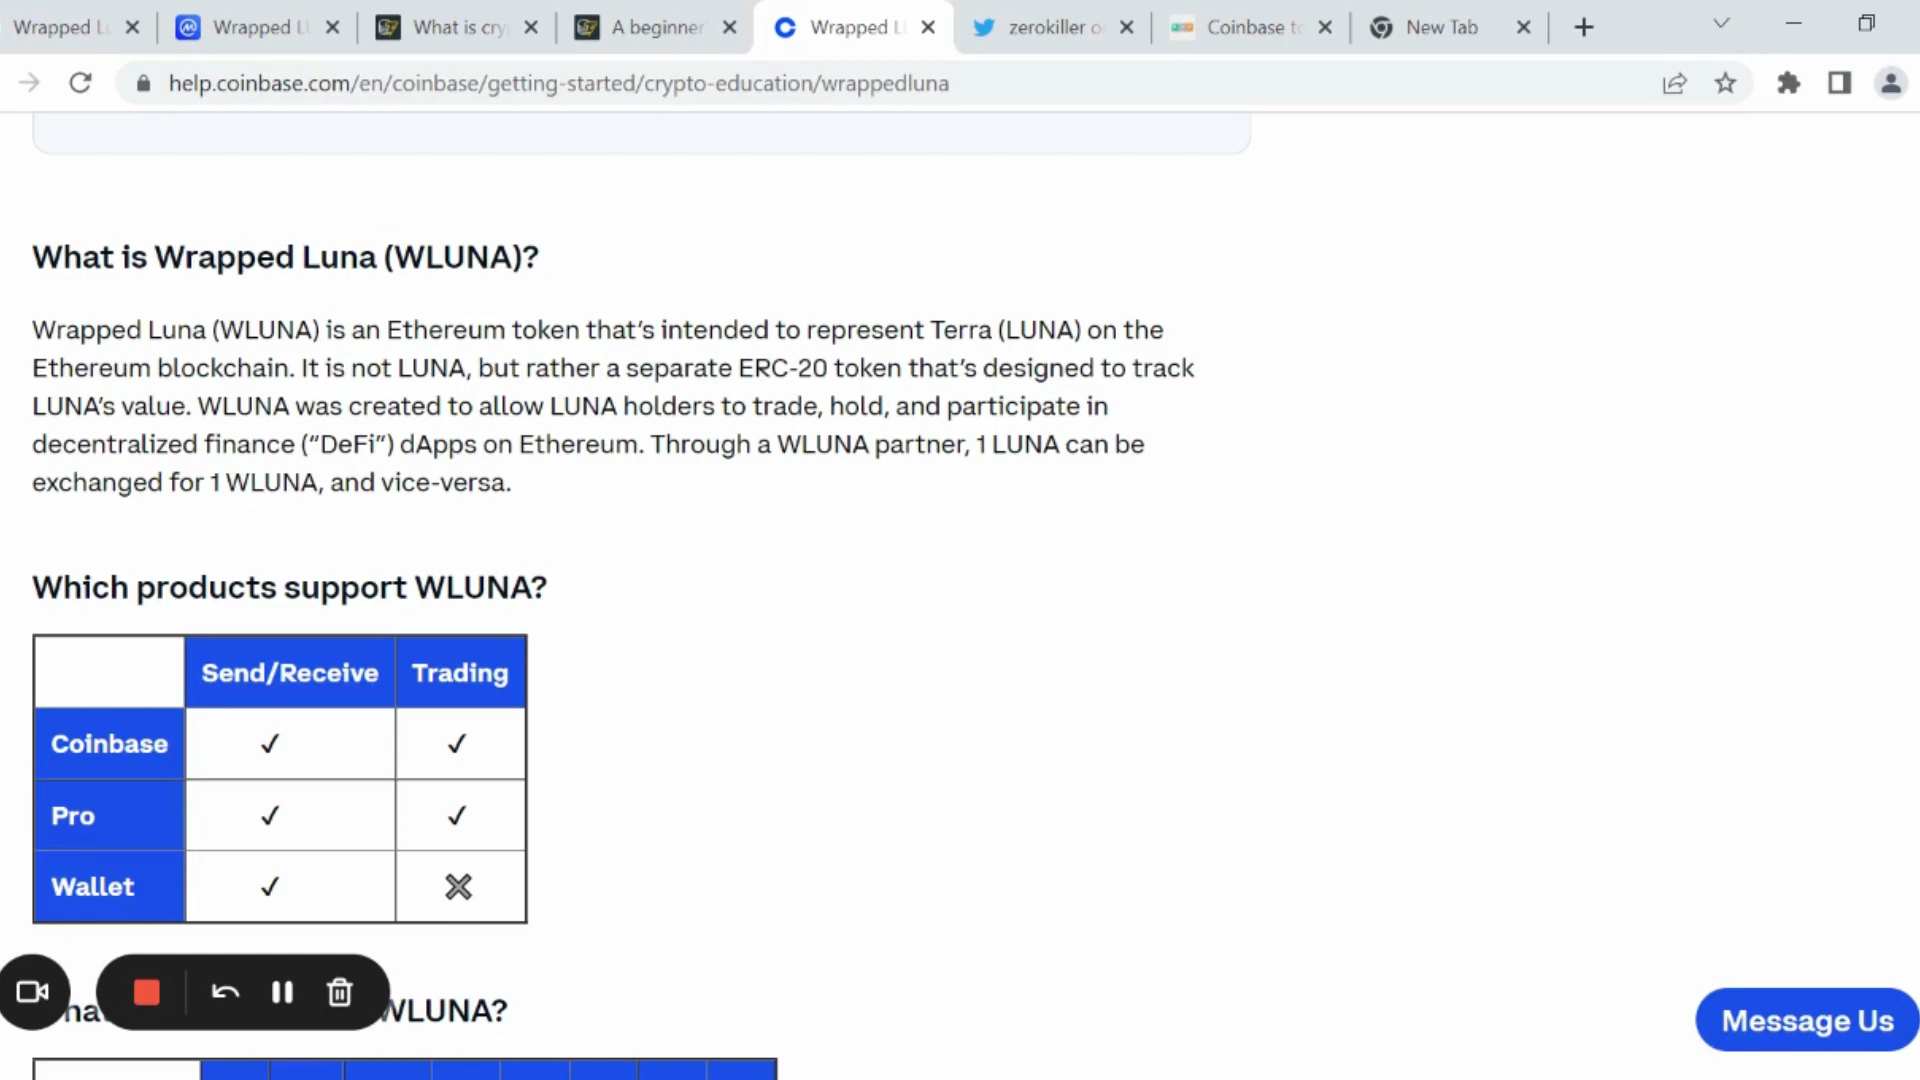 Wrapped L
Wrapped L
What is cry
A beginner
Wrapped L
zerokiller o
Coinbase to
New Tab
help.coinbase.com/en/coinbase/getting-started/crypto-education/wrappedluna
What is Wrapped Luna (WLUNA)?
Wrapped Luna (WLUNA) is an Ethereum token that’s intended to represent Terra (LUNA) on the
Ethereum blockchain. It is not LUNA, but rather a separate ERC-20 token that’s designed to track
LUNA’s value. WLUNA was created to allow LUNA holders to trade, hold, and participate in
decentralized finance (“DeFi”) dApps on Ethereum. Through a WLUNA partner, 1 LUNA can be
exchanged for 1 WLUNA, and vice-versa.
Which products support WLUNA?
Send/Receive Trading
Coinbase ✓ ✓
Pro ✓ ✓
Wallet ✓ ✕
WLUNA?
Message Us